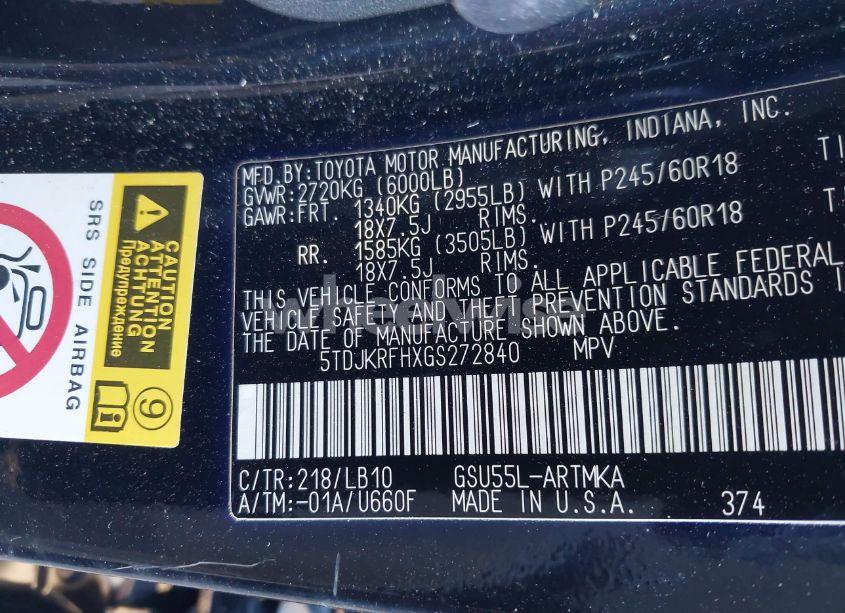 MFD. BY: TOYOTA MOTOR MANUFACTURING, INDIANA, INC.
GVWR: 2720KG (6000LB)
GAWR: FRT. 1340KG (2955LB) WITH P245/60R18 TI
18X7.5J RIMS.
RR. 1585KG (3505LB) WITH P245/60R18
18X7.5J RIMS.
THIS VEHICLE CONFORMS TO ALL APPLICABLE FEDERAL
VEHICLE SAFETY AND THEFT PREVENTION STANDARDS I
THE DATE OF MANUFACTURE SHOWN ABOVE.
5TDJKRFHXGS272840 MPV
C/TR: 218/LB10 GSU55L-ARTMKA
A/TM: -01A/U660F MADE IN U.S.A. 374
SRS SIDE AIRBAG
CAUTION
ATTENTION
ACHTUNG
Предупреждение
9
wheelwise